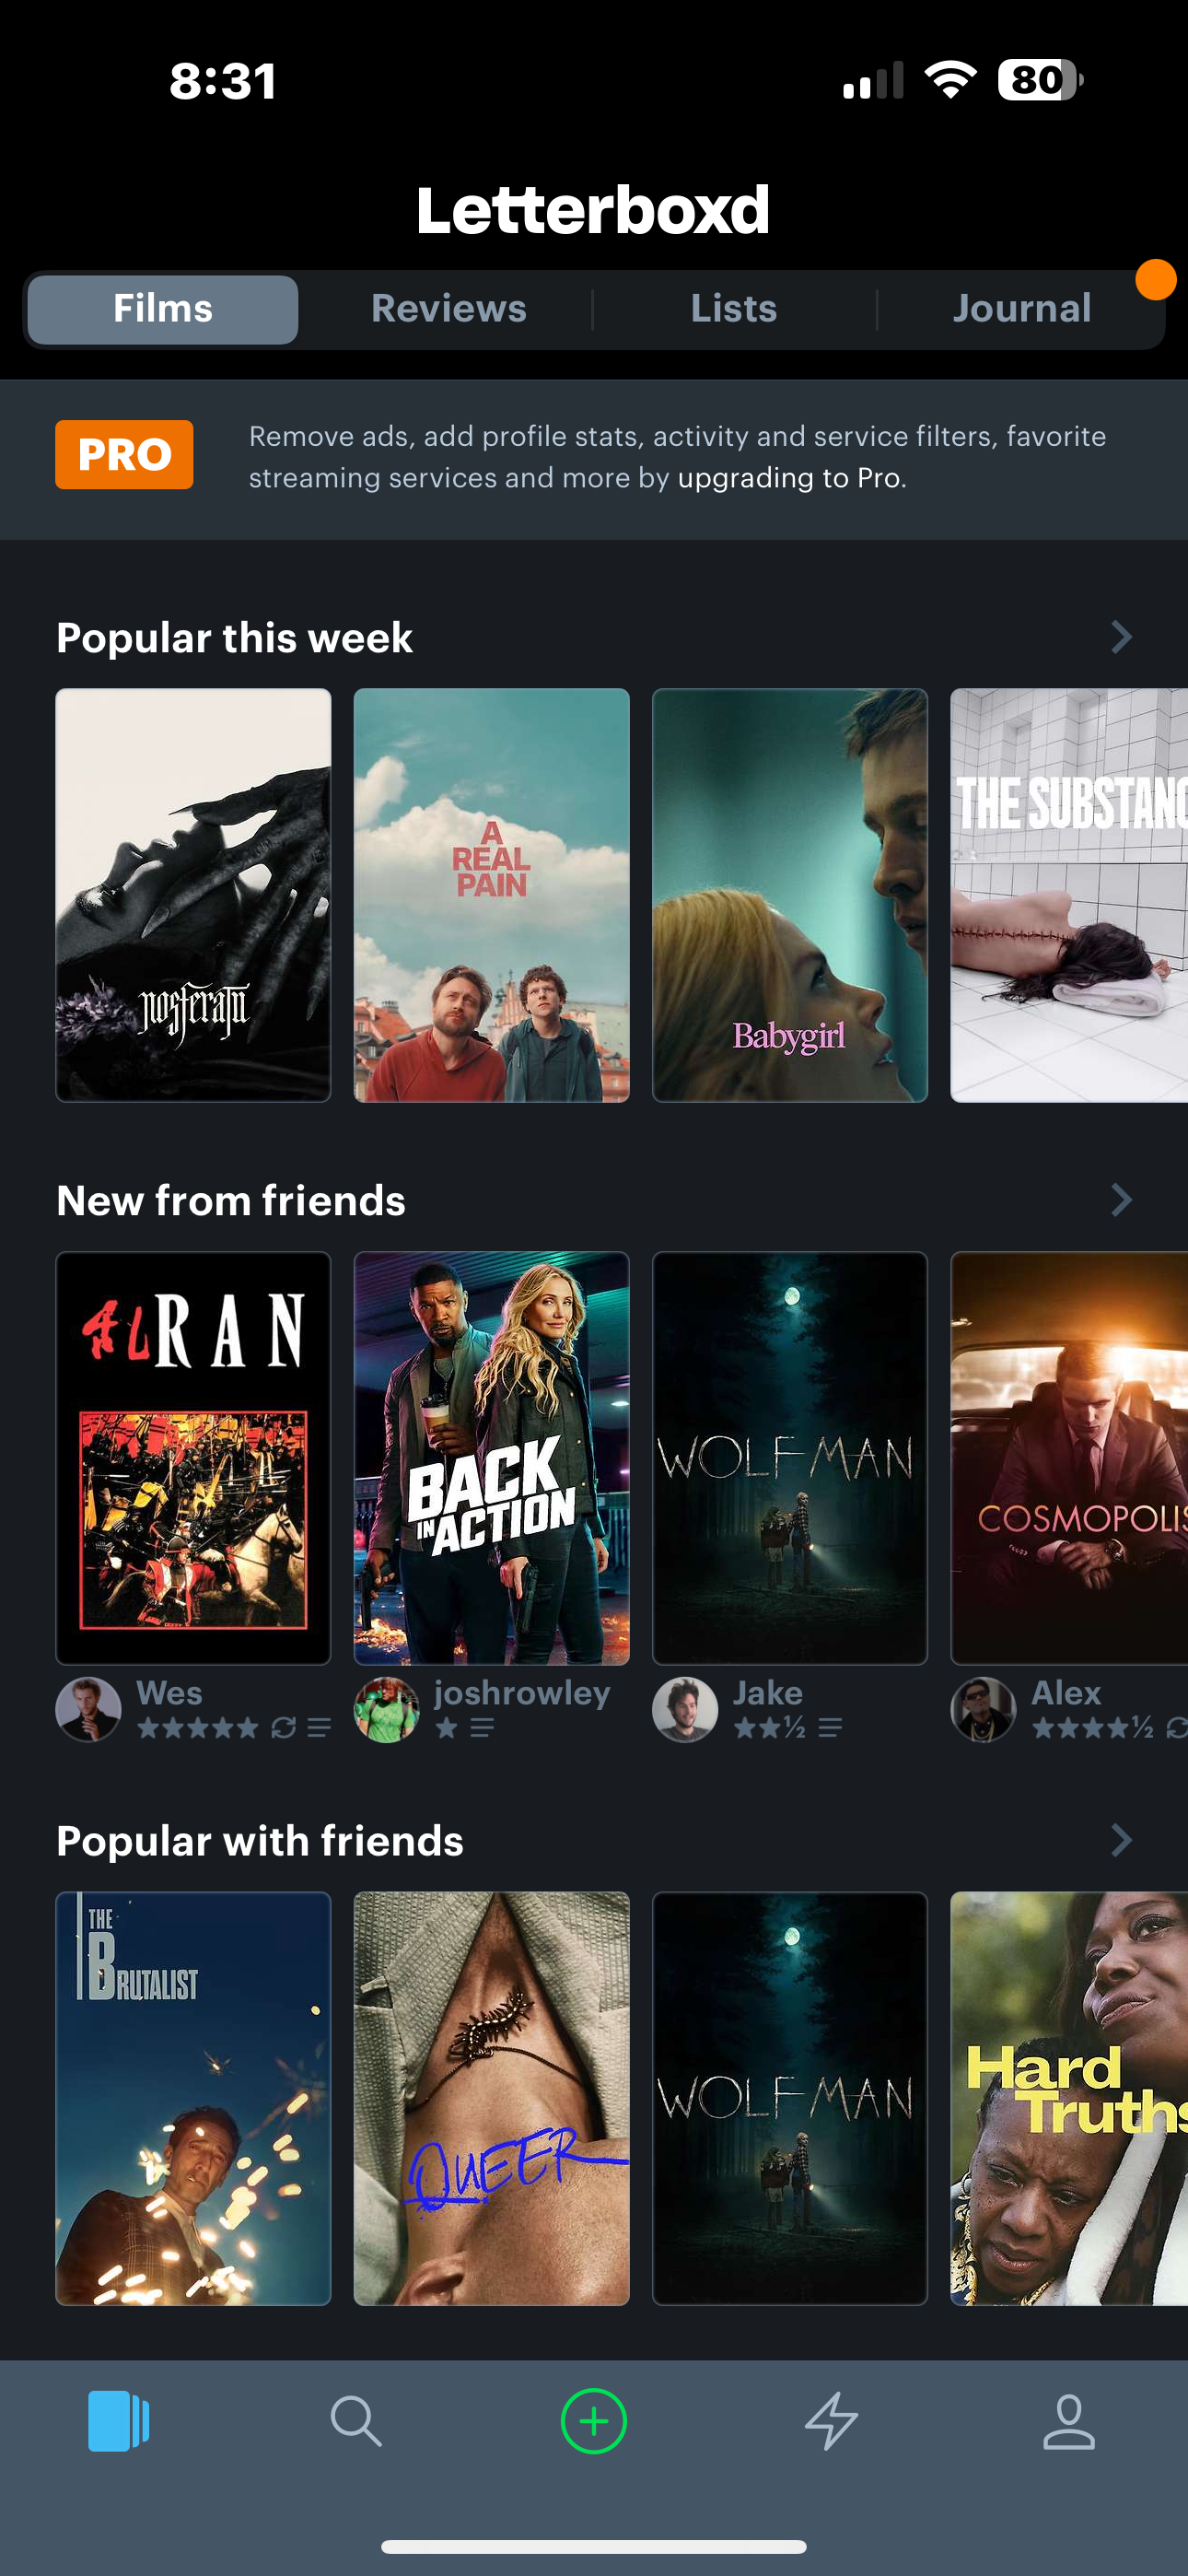 8:31
80
Letterboxd
Films Reviews Lists Journal
PRO
Remove ads, add profile stats, activity and service filters, favorite
streaming services and more by upgrading to Pro.
Popular this week
nosferatu
A
REAL
PAIN
Babygirl
THE SUBSTANC
New from friends
乱 RAN
BACK
IN ACTION
WOLF MAN
COSMOPOLIS
Wes
★★★★★
joshrowley
★
Jake
★★½
Alex
★★★★½
Popular with friends
THE
BRUTALIST
QUEER
WOLF MAN
Hard
Truths